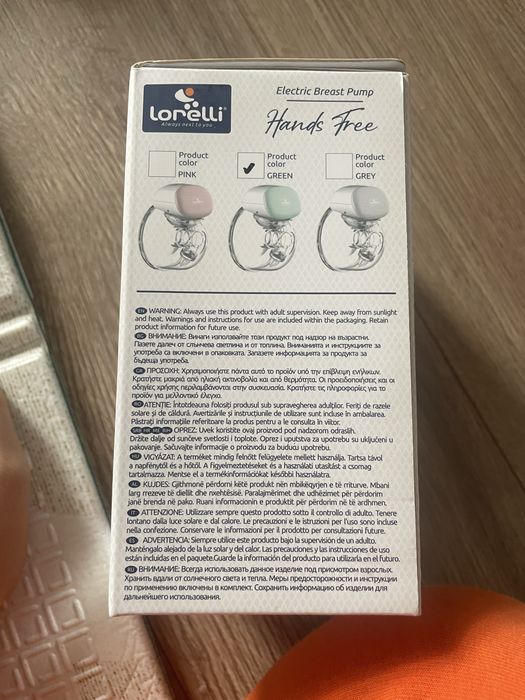 lorelli®
Always next to you
Electric Breast Pump
Hands Free
Product
color
PINK
Product
color
GREEN
Product
color
GREY
lorelli
lorelli
lorelli
EN WARNING: Always use this product with adult supervision. Keep away from sunlight
and heat. Warnings and instructions for use are included within the packaging. Retain
product information for future use.
BG ВНИМАНИЕ: Винаги използвайте този продукт под надзор на възрастни.
Пазете далеч от слънчева светлина и от топлина. Вниманията и инструкциите за
употреба са включени в опаковката. Запазете информацията за продукта за
бъдеща употреба.
GR ΠΡΟΣΟΧΗ: Χρησιμοποιήστε πάντα αυτό το προϊόν υπό την επίβλεψη ενήλικων.
Κρατήστε μακριά από ηλιακή ακτινοβολία και από θερμότητα. Οι προειδοποιήσεις και οι
οδηγίες χρήσης περιλαμβάνονται στην συσκευασία. Κρατήστε τις πληροφορίες για το
προϊόν για μελλοντικό έλεγχο.
RO ATENȚIE: Întotdeauna folosiți produsul sub supravegherea adulților. Feriți de razele
solare și de căldură. Avertizările și instrucțiunile de utilizare sunt incluse în ambalarea.
Păstrați informațiile referitoare la produs pentru a le consulta în viitor.
OPREZ: Uvek koristite ovaj proizvod pod nadzorom odraslih.
Držite dalje od sunčeve svetlosti i toplote. Oprez i uputstva za upotrebu su uključeni u
pakovanje. Sačuvajte informacije o proizvodu za buduću upotrebu.
HU VIGYÁZAT: A terméket mindig felnőtt felügyelete mellett használja. Tartsa távol
a napfénytől és a hőtől. A figyelmeztetéseket és a használati utasítást a csomag
tartalmazza. Mentse el a termékinformációkat későbbi használatra.
AL KUJDES: Gjithmonë përdorni këtë produkt nën mbikëqyrjen e të rriturve. Mbani
larg rrezeve të diellit dhe nxehtësisë. Paralajmërimet dhe udhëzimet për përdorim
janë brenda në pako. Ruani informacionin e produktit për përdorim në të ardhmen.
IT ATTENZIONE: Utilizzare sempre questo prodotto sotto il controllo di adulto. Tenere
lontano dalla luce solare e dal calore. Le precauzioni e le istruzioni per l'uso sono incluse
nella confezione. Conservare le informazioni di prodotto per consultazioni future.
ES ADVERTENCIA: Siempre utilice este producto bajo la supervisión de un adulto.
Manténgalo alejado de la luz solar y del calor. Las precauciones y las instrucciones de uso
están incluidas en el paquete.Guarde la información del producto para utilizarla en el futuro.
RU ВНИМАНИЕ: Всегда использовать данное изделие под присмотром взрослых.
Хранить вдали от солнечного света и тепла. Меры предосторожности и инструкции
по применению включены в комплект. Сохранить информацию об изделии для
дальнейшего использования.